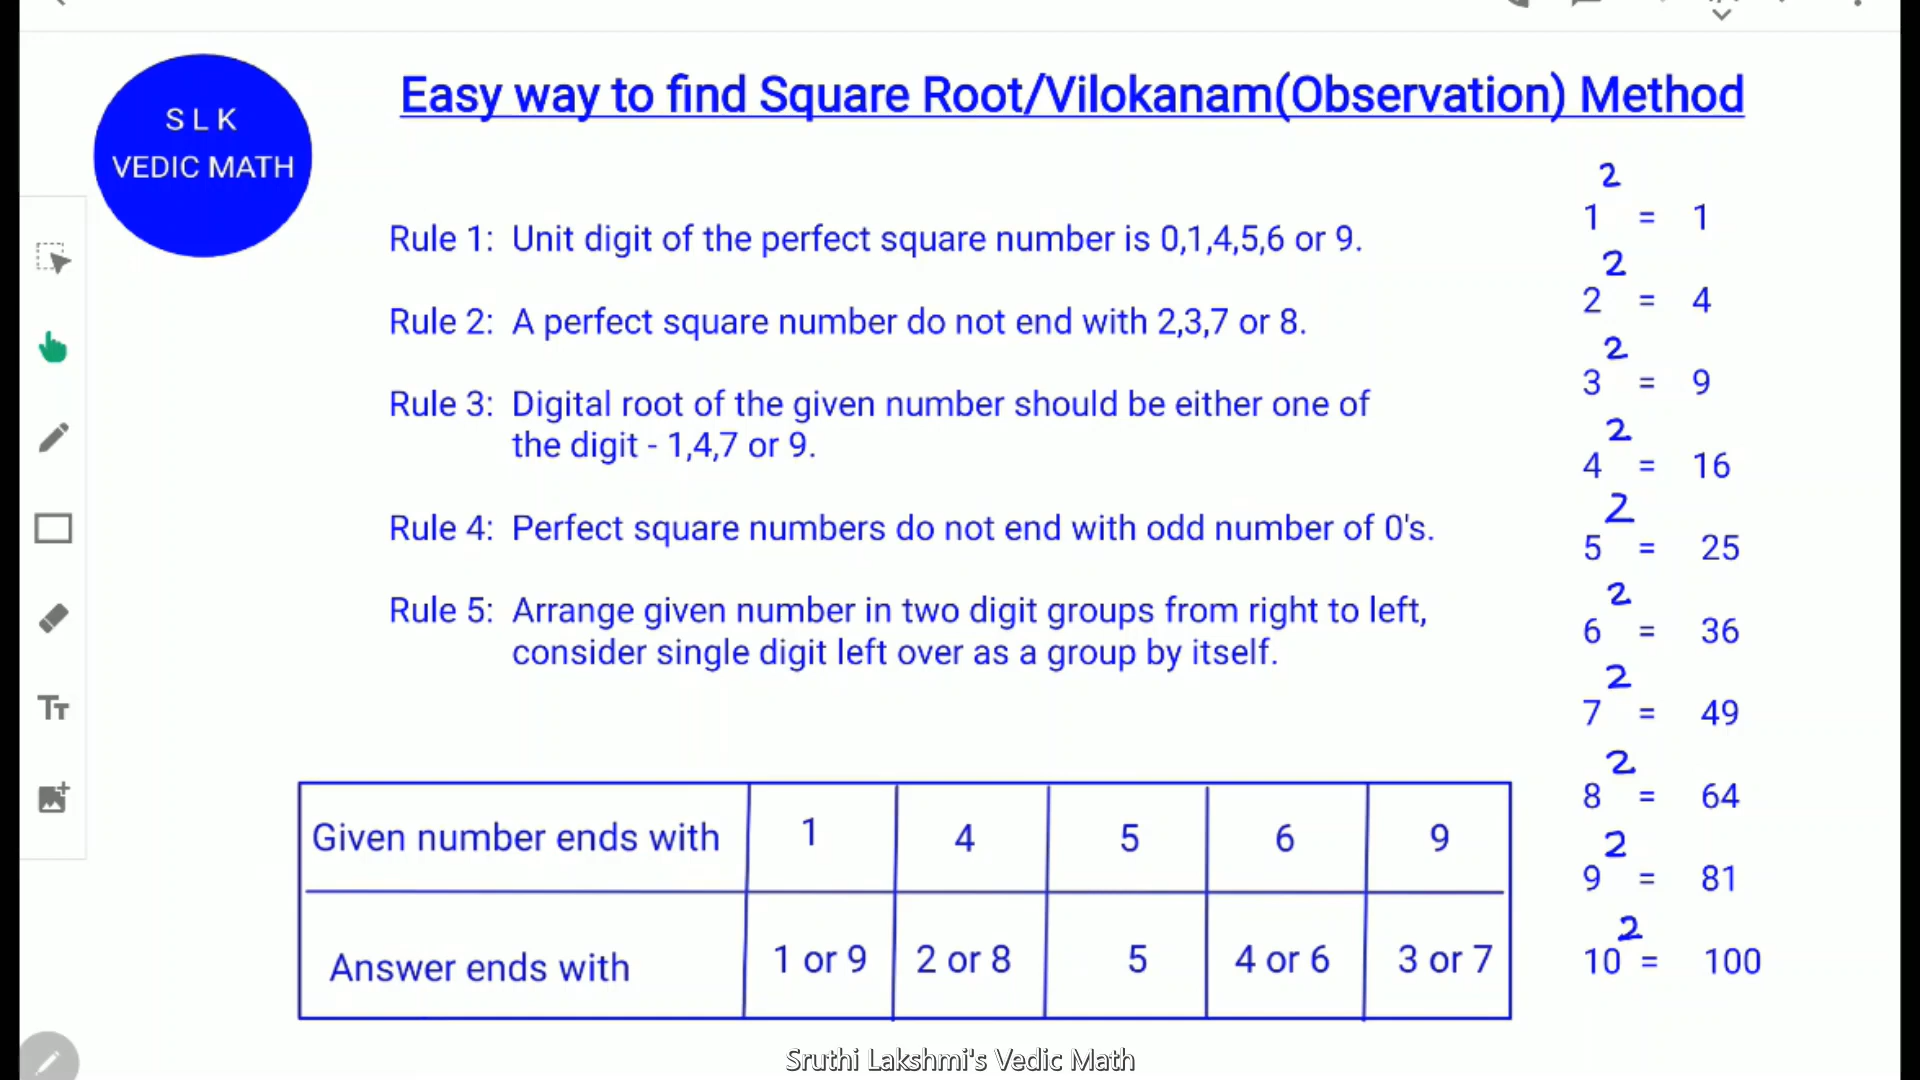 S L K
VEDIC MATH
Easy way to find Square Root/Vilokanam(Observation) Method
Rule 1: Unit digit of the perfect square number is 0,1,4,5,6 or 9.
Rule 2: A perfect square number do not end with 2,3,7 or 8.
Rule 3: Digital root of the given number should be either one of
the digit - 1,4,7 or 9.
Rule 4: Perfect square numbers do not end with odd number of 0's.
Rule 5: Arrange given number in two digit groups from right to left,
consider single digit left over as a group by itself.
1² = 1
2² = 4
3² = 9
4² = 16
5² = 25
6² = 36
7² = 49
8² = 64
9² = 81
10² = 100
Given number ends with 1 4 5 6 9
Answer ends with 1 or 9 2 or 8 5 4 or 6 3 or 7
Tт
Sruthi Lakshmi's Vedic Math